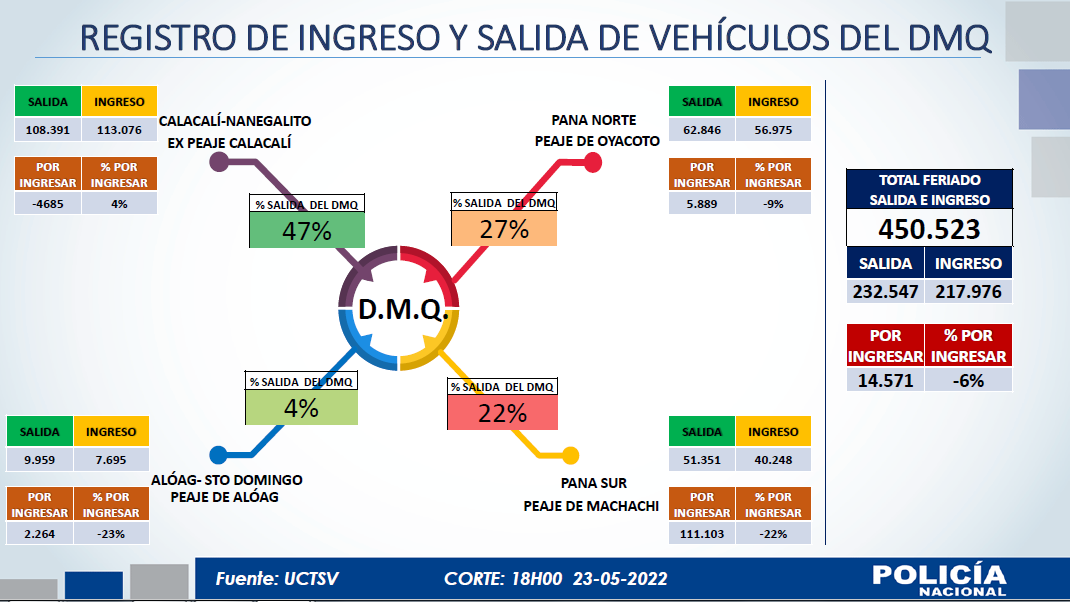 REGISTRO DE INGRESO Y SALIDA DE VEHÍCULOS DEL DMQ
SALIDA INGRESO
108.391 113.076
POR INGRESAR % POR INGRESAR
-4685 4%
CALACALÍ-NANEGALITO
EX PEAJE CALACALÍ
% SALIDA DEL DMQ
47%
PANA NORTE
PEAJE DE OYACOTO
% SALIDA DEL DMQ
27%
SALIDA INGRESO
62.846 56.975
POR INGRESAR % POR INGRESAR
5.889 -9%
D.M.Q.
% SALIDA DEL DMQ
4%
SALIDA INGRESO
9.959 7.695
POR INGRESAR % POR INGRESAR
2.264 -23%
ALÓAG- STO DOMINGO
PEAJE DE ALÓAG
% SALIDA DEL DMQ
22%
PANA SUR
PEAJE DE MACHACHI
SALIDA INGRESO
51.351 40.248
POR INGRESAR % POR INGRESAR
111.103 -22%
TOTAL FERIADO
SALIDA E INGRESO
450.523
SALIDA INGRESO
232.547 217.976
POR INGRESAR % POR INGRESAR
14.571 -6%
Fuente: UCTSV CORTE: 18H00 23-05-2022
POLICÍA
NACIONAL